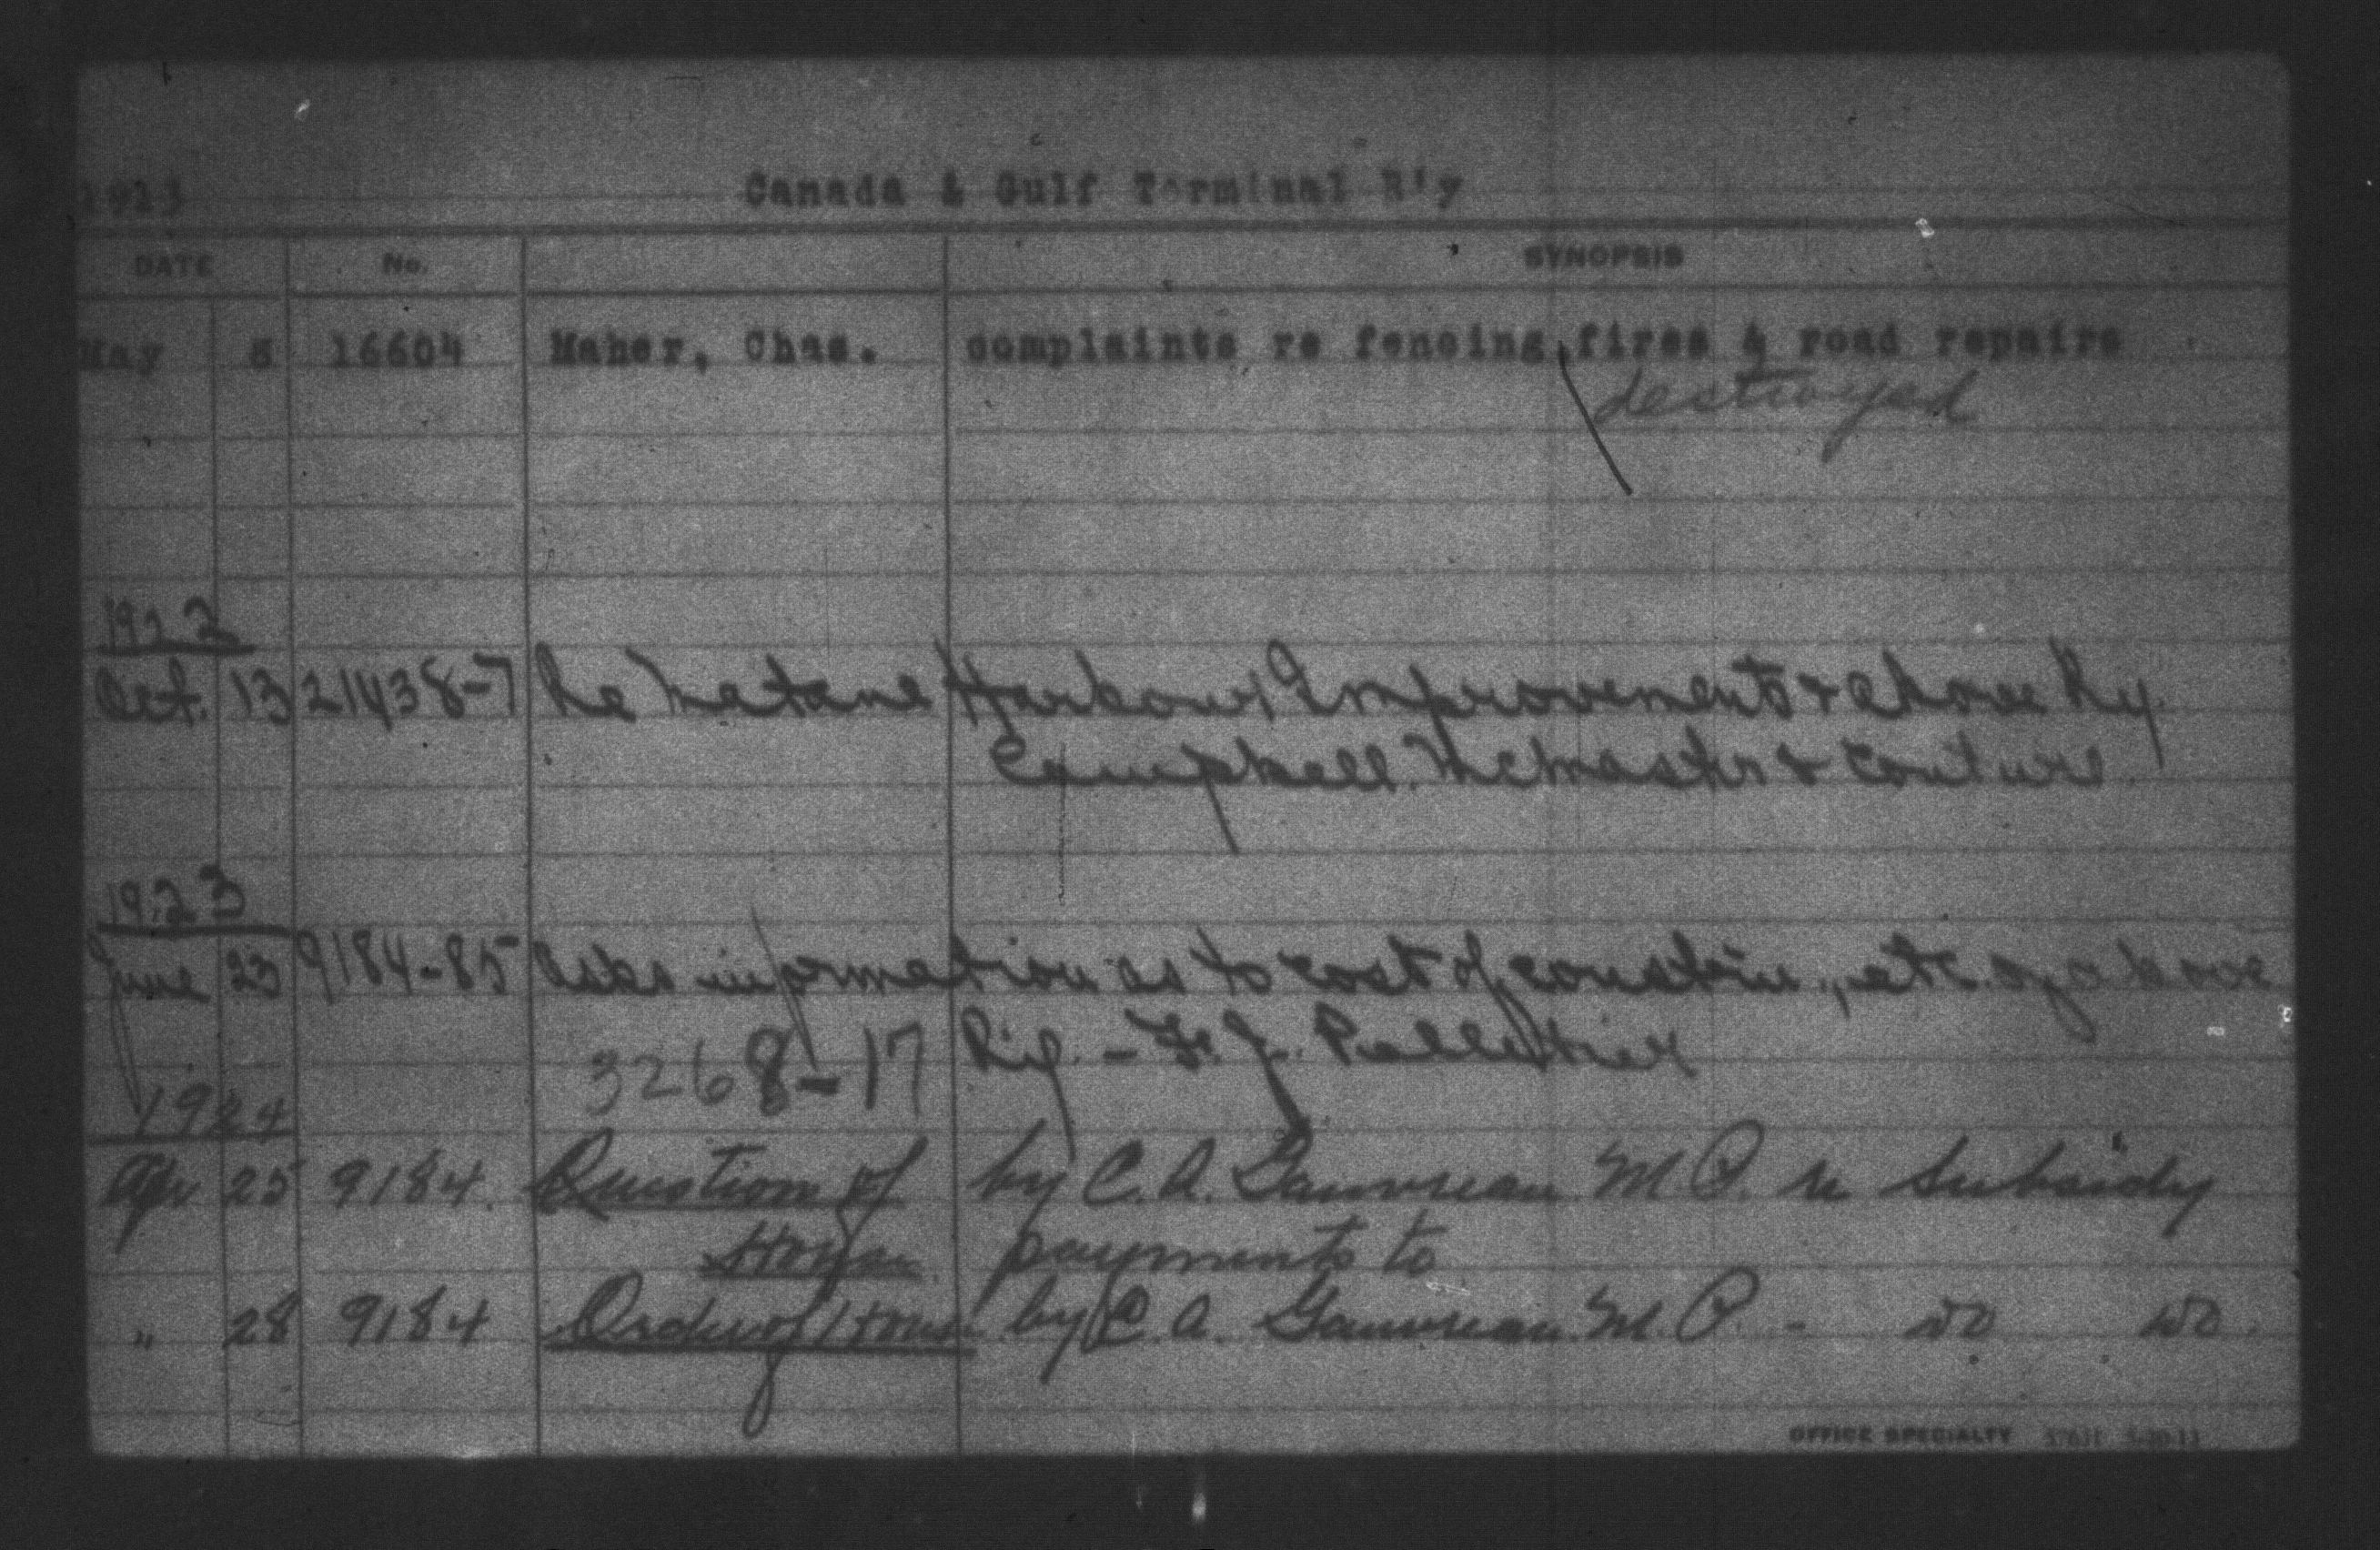 1913 Canada & Gulf Terminal R'y
DATE No. SYNOPSIS
May 8 16604 Maher, Chas. complaints re fencing, fires & road repairs
destroyed
1922
Oct. 13 21438-7 Re Matane Harbour Improvements & above Ry.
Campbell. McMaster & Couture
1923
June 23 9184-85 Asks information as to cost of constn., etc. of above
3268-17 Ry. - F. J. Pelletier
1924
Apr 25 9184. Question of by C. A. Gauvreau M.P. re Subsidy
House. payments to
" 28 9184 Order of House by C. A. Gauvreau M.P. - do do.
OFFICE SPECIALTY